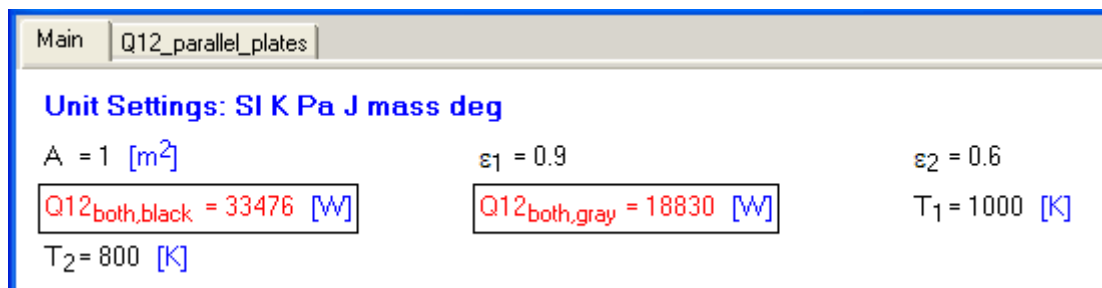 Main Q12_parallel_plates
Unit Settings: SI K Pa J mass deg
A = 1 [m²] ε₁ = 0.9 ε₂ = 0.6
Q12both,black = 33476 [W] Q12both,gray = 18830 [W] T₁ = 1000 [K]
T₂ = 800 [K]